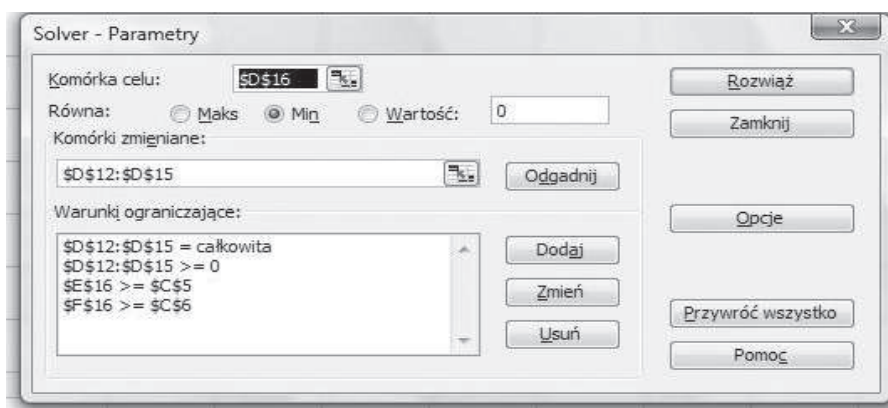 Solver - Parametry
Komórka celu: $D$16 Rozwiąż
Równa: Maks Min Wartość: 0 Zamknij
Komórki zmieniane:
$D$12:$D$15 Odgadnij
Warunki ograniczające: Opcje
$D$12:$D$15 = całkowita Dodaj
$D$12:$D$15 >= 0
$E$16 >= $C$5 Zmień
$F$16 >= $C$6 Przywróć wszystko
Usuń
Pomoc